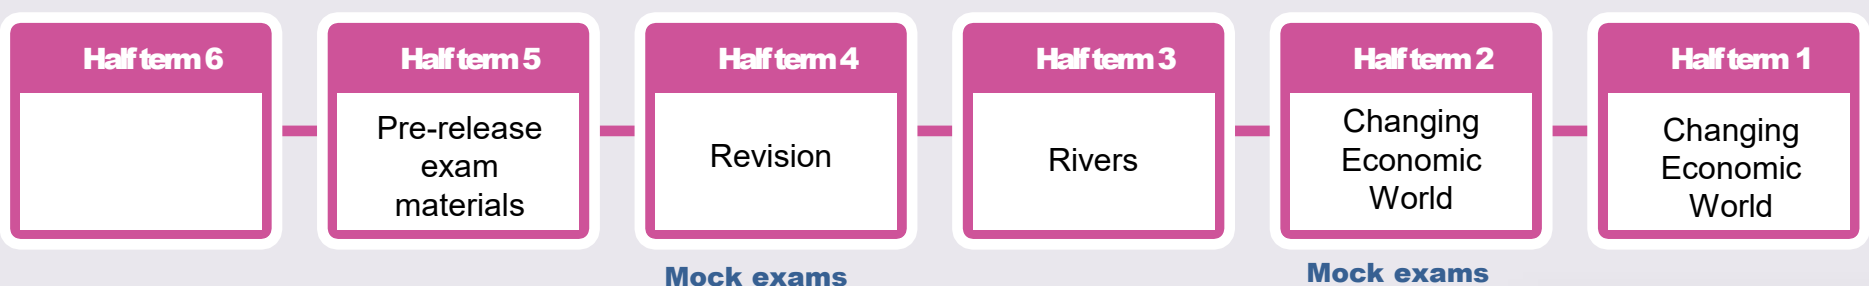 Half term 6
Half term 5
Pre-release
exam
materials
Half term 4
Revision
Half term 3
Rivers
Half term 2
Changing
Economic
World
Half term 1
Changing
Economic
World
Mock exams
Mock exams